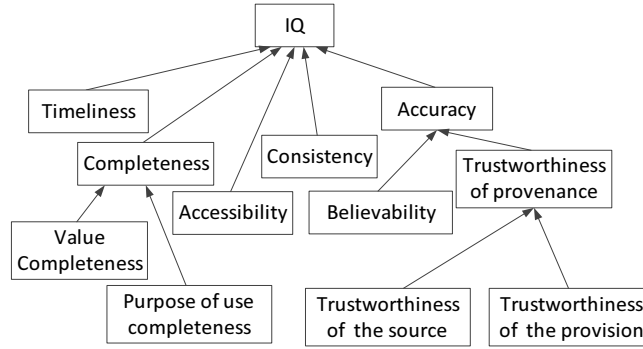 IQ
Timeliness
Accuracy
Completeness
Consistency
Trustworthiness
of provenance
Accessibility
Believability
Value
Completeness
Purpose of use
completeness
Trustworthiness
of the source
Trustworthiness
of the provision